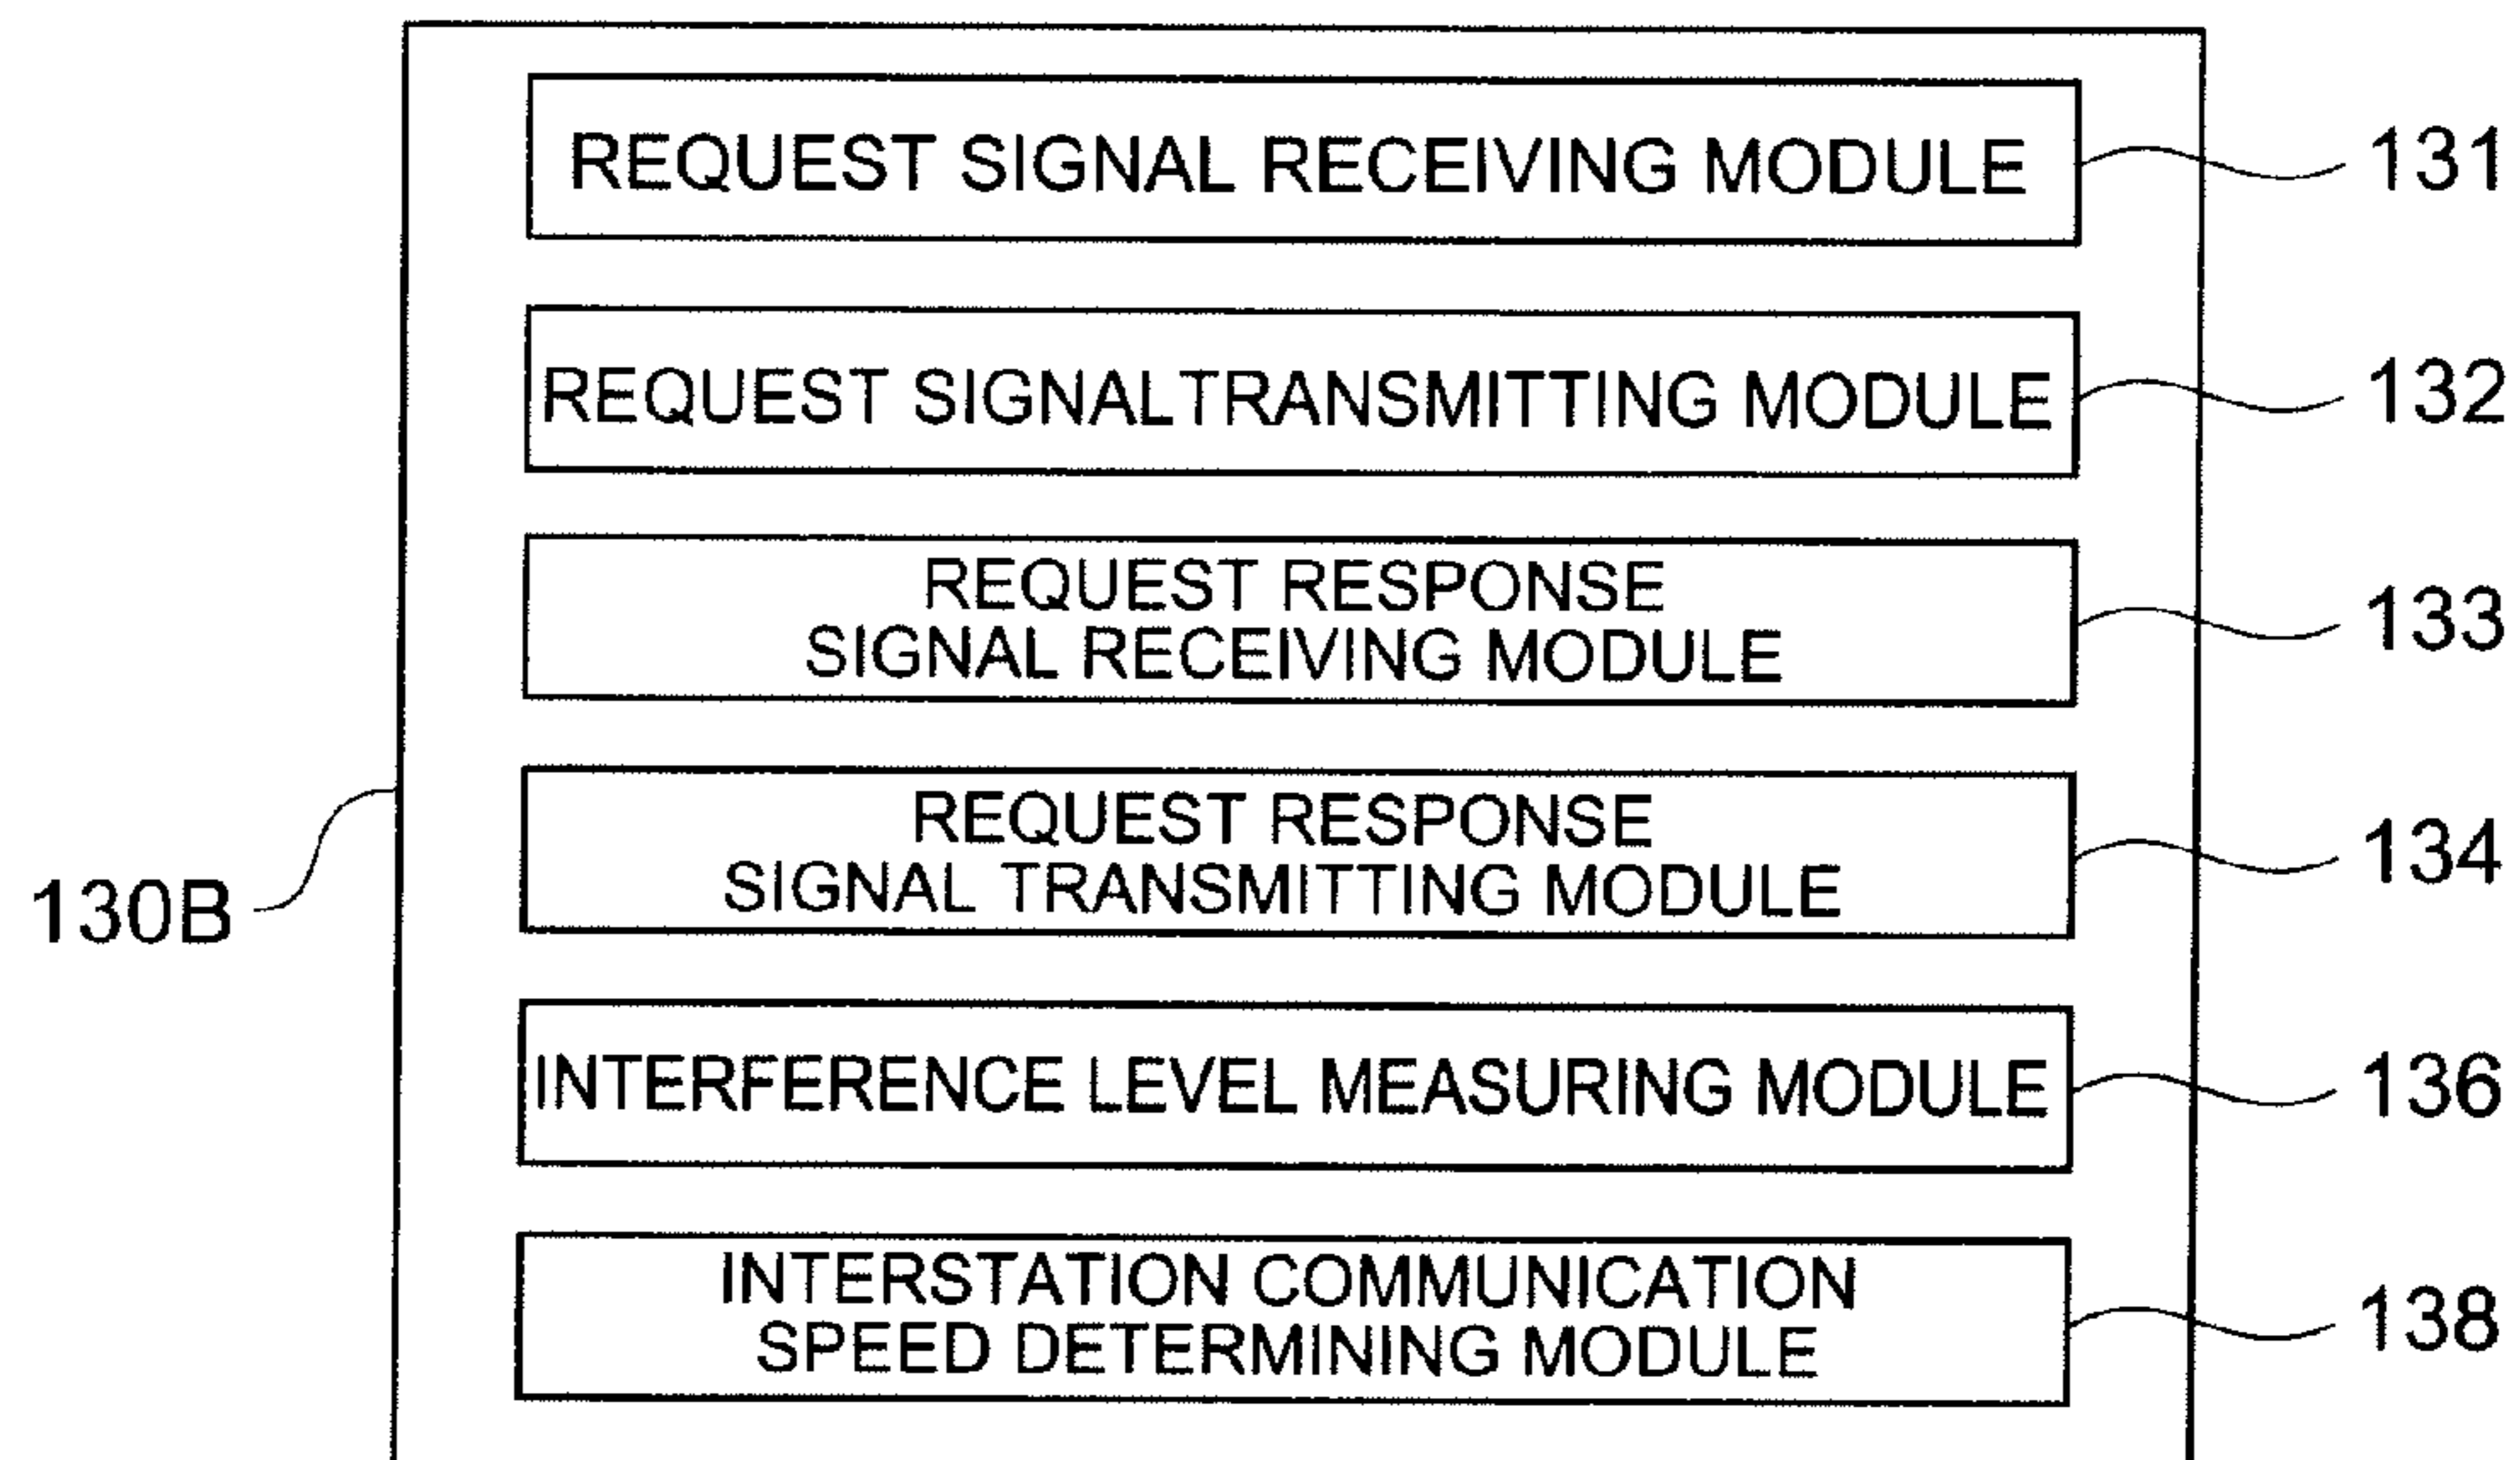 REQUEST SIGNAL RECEIVING MODULE
131
REQUEST SIGNALTRANSMITTING MODULE
132
REQUEST RESPONSE
SIGNAL RECEIVING MODULE
133
REQUEST RESPONSE
SIGNAL TRANSMITTING MODULE
134
130B
INTERFERENCE LEVEL MEASURING MODULE
136
INTERSTATION COMMUNICATION
SPEED DETERMINING MODULE
138